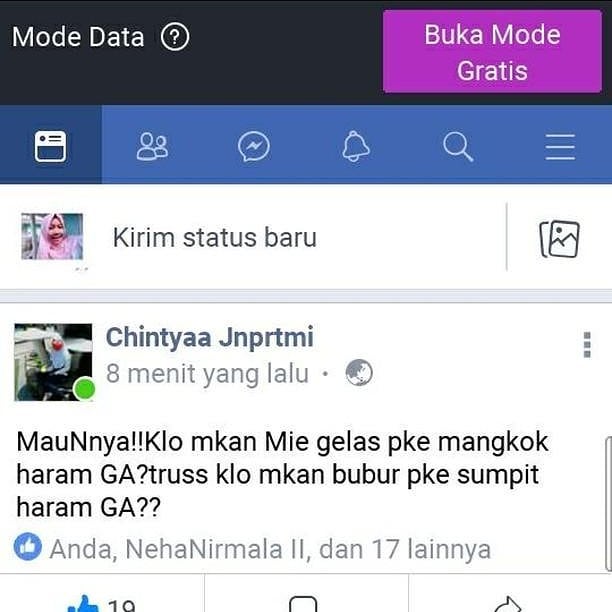 Mode Data ?
Buka Mode
Gratis
Kirim status baru
Chintyaa Jnprtmi
8 menit yang lalu ·
MauNnya!!Klo mkan Mie gelas pke mangkok
haram GA?truss klo mkan bubur pke sumpit
haram GA??
Anda, NehaNirmala II, dan 17 lainnya
19